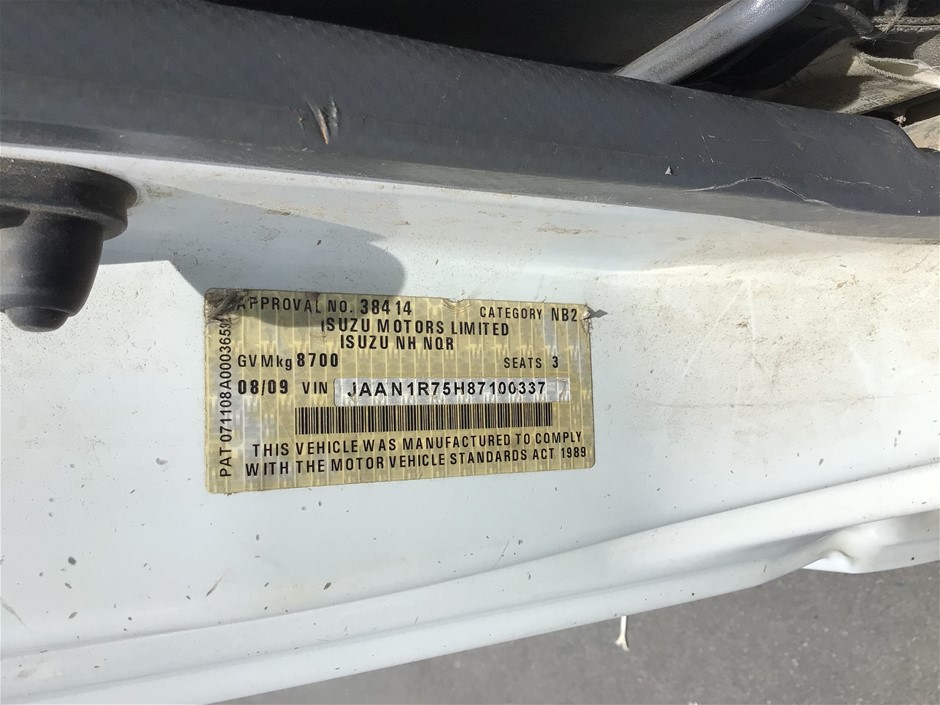 APPROVAL NO. 38414 CATEGORY NB2
ISUZU MOTORS LIMITED
ISUZU NH NQR
GVMkg 8700 SEATS 3
08/09 VIN JAAN1R75H87100337
THIS VEHICLE WAS MANUFACTURED TO COMPLY
WITH THE MOTOR VEHICLE STANDARDS ACT 1989
PAT 071108A0003659